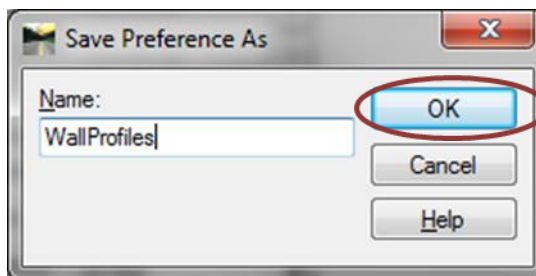 Save Preference As
Name:
WallProfiles
OK
Cancel
Help